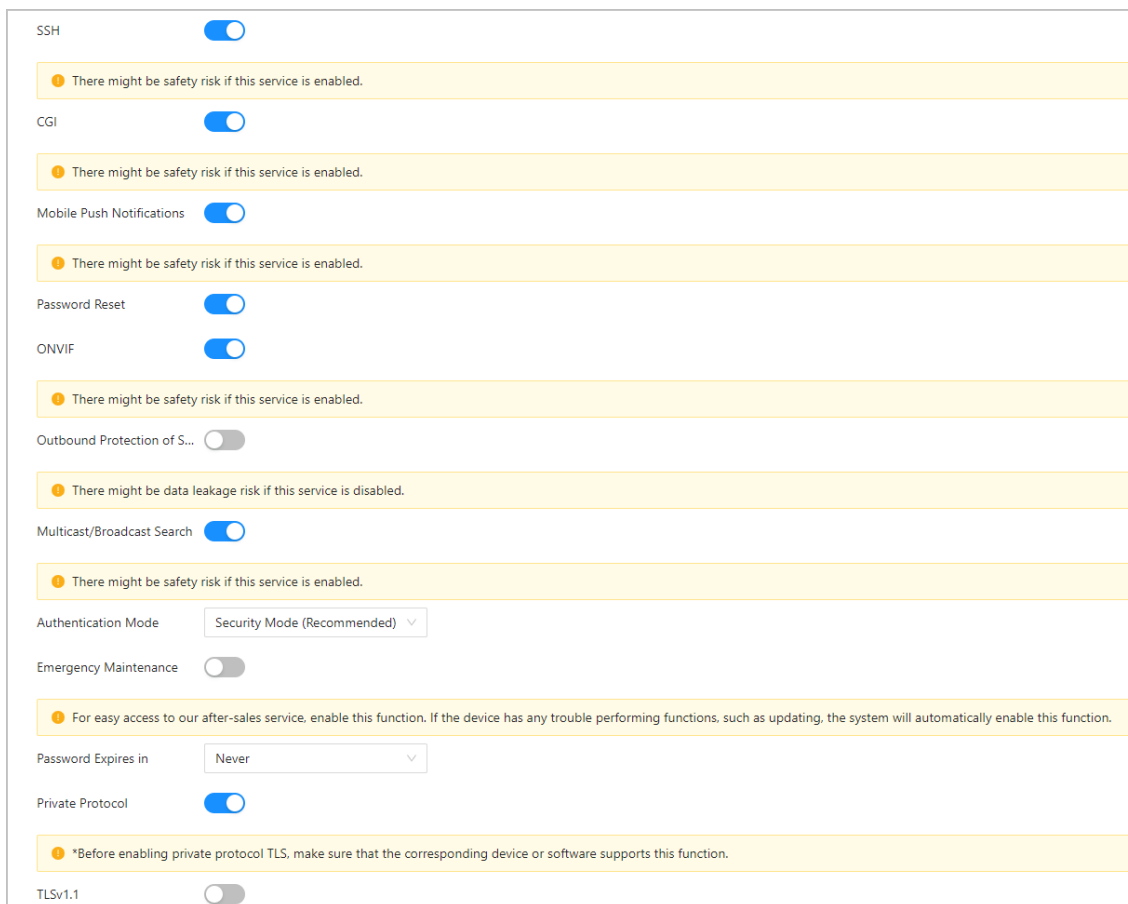 SSH
There might be safety risk if this service is enabled.
CGI
There might be safety risk if this service is enabled.
Mobile Push Notifications
There might be safety risk if this service is enabled.
Password Reset
ONVIF
There might be safety risk if this service is enabled.
Outbound Protection of S...
There might be data leakage risk if this service is disabled.
Multicast/Broadcast Search
There might be safety risk if this service is enabled.
Authentication Mode Security Mode (Recommended)
Emergency Maintenance
For easy access to our after-sales service, enable this function. If the device has any trouble performing functions, such as updating, the system will automatically enable this function.
Password Expires in Never
Private Protocol
*Before enabling private protocol TLS, make sure that the corresponding device or software supports this function.
TLSv1.1